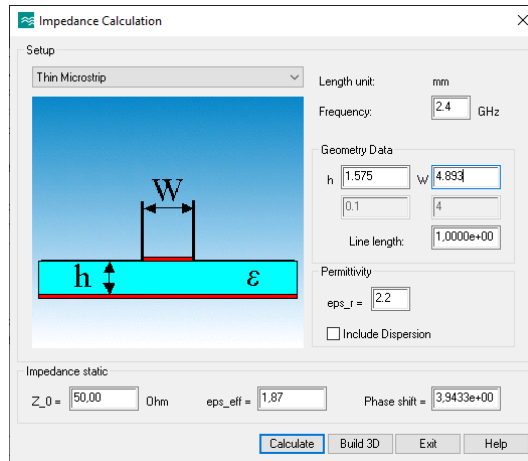 Impedance Calculation
Setup
Thin Microstrip
Length unit: mm
Frequency: 2.4 GHz
Geometry Data
h 1.575 W 4.893
0.1 4
Line length: 1,0000e+00
Permittivity
eps_r = 2.2
Include Dispersion
W
h ε
Impedance static
Z_0 = 50,00 Ohm eps_eff = 1,87 Phase shift = 3,9433e+00
Calculate Build 3D Exit Help